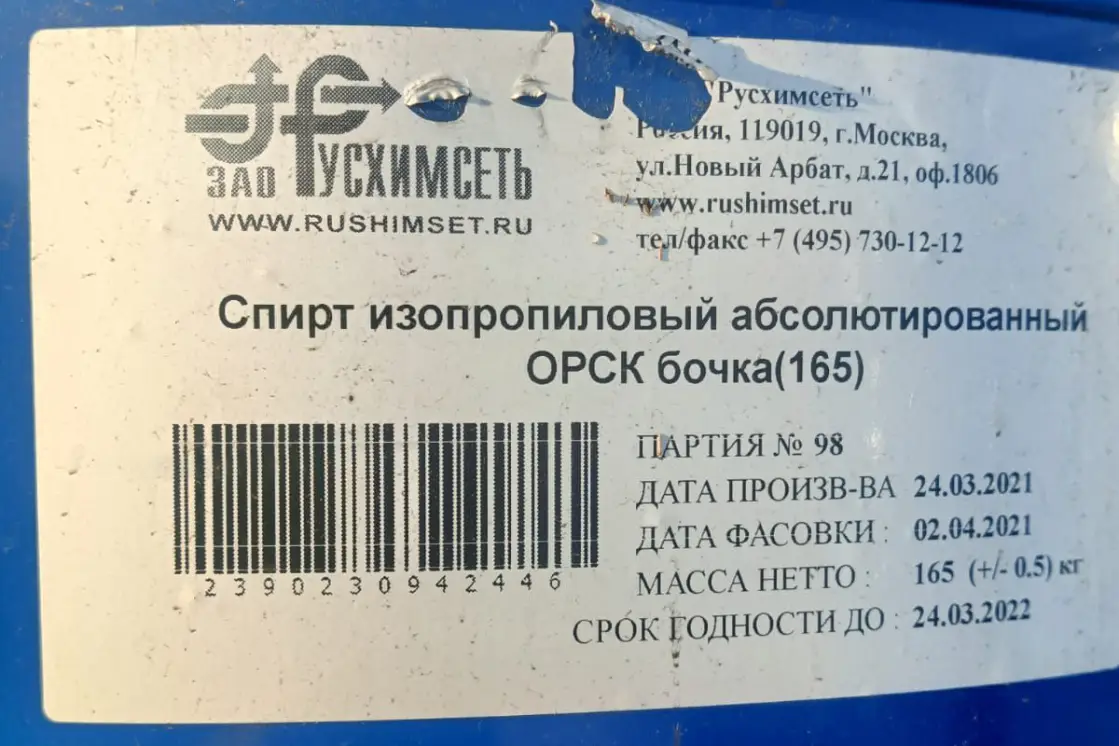 ЗАО РУСХИМСЕТЬ
WWW.RUSHIMSET.RU
"Русхимсеть"
Россия, 119019, г.Москва,
ул.Новый Арбат, д.21, оф.1806
www.rushimset.ru
тел/факс +7 (495) 730-12-12
Спирт изопропиловый абсолютированный
ОРСК бочка(165)
2390230942446
ПАРТИЯ № 98
ДАТА ПРОИЗВ-ВА 24.03.2021
ДАТА ФАСОВКИ : 02.04.2021
МАССА НЕТТО : 165 (+/- 0.5) кг
СРОК ГОДНОСТИ ДО : 24.03.2022